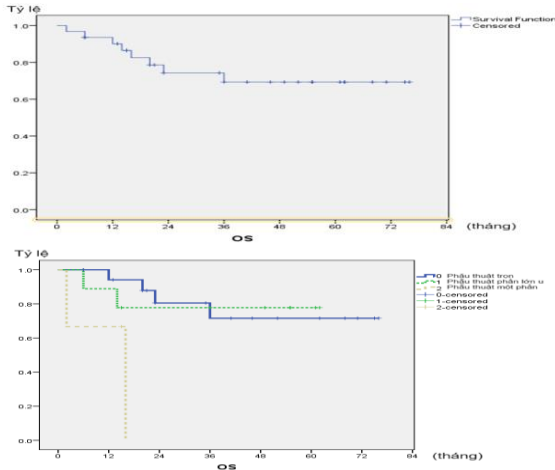 Tỷ lệ
Survival Function
Censored
1.0
0.8
0.6
0.4
0.2
0.0
0 12 24 36 48 60 72 84 (tháng)
OS
Tỷ lệ
0 Phẫu thuật trọn
1 Phẫu thuật phần lớn u
2 Phẫu thuật một phần
0-censored
1-censored
2-censored
1.0
0.8
0.6
0.4
0.2
0.0
0 12 24 36 48 60 72 84 (tháng)
OS